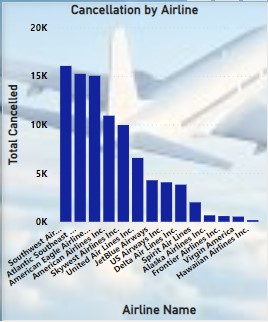 Cancellation by Airline
20K
15K
10K
5K
0K
Total Cancelled
Southwest Air...
Atlantic Southeast ...
American Eagle Airline...
American Airlines Inc.
Skywest Airlines Inc.
United Air Lines Inc.
JetBlue Airways
US Airways Inc.
Delta Air Lines Inc.
Spirit Air Lines
Alaska Airlines Inc.
Frontier Airlines Inc.
Virgin America
Hawaiian Airlines Inc.
Airline Name